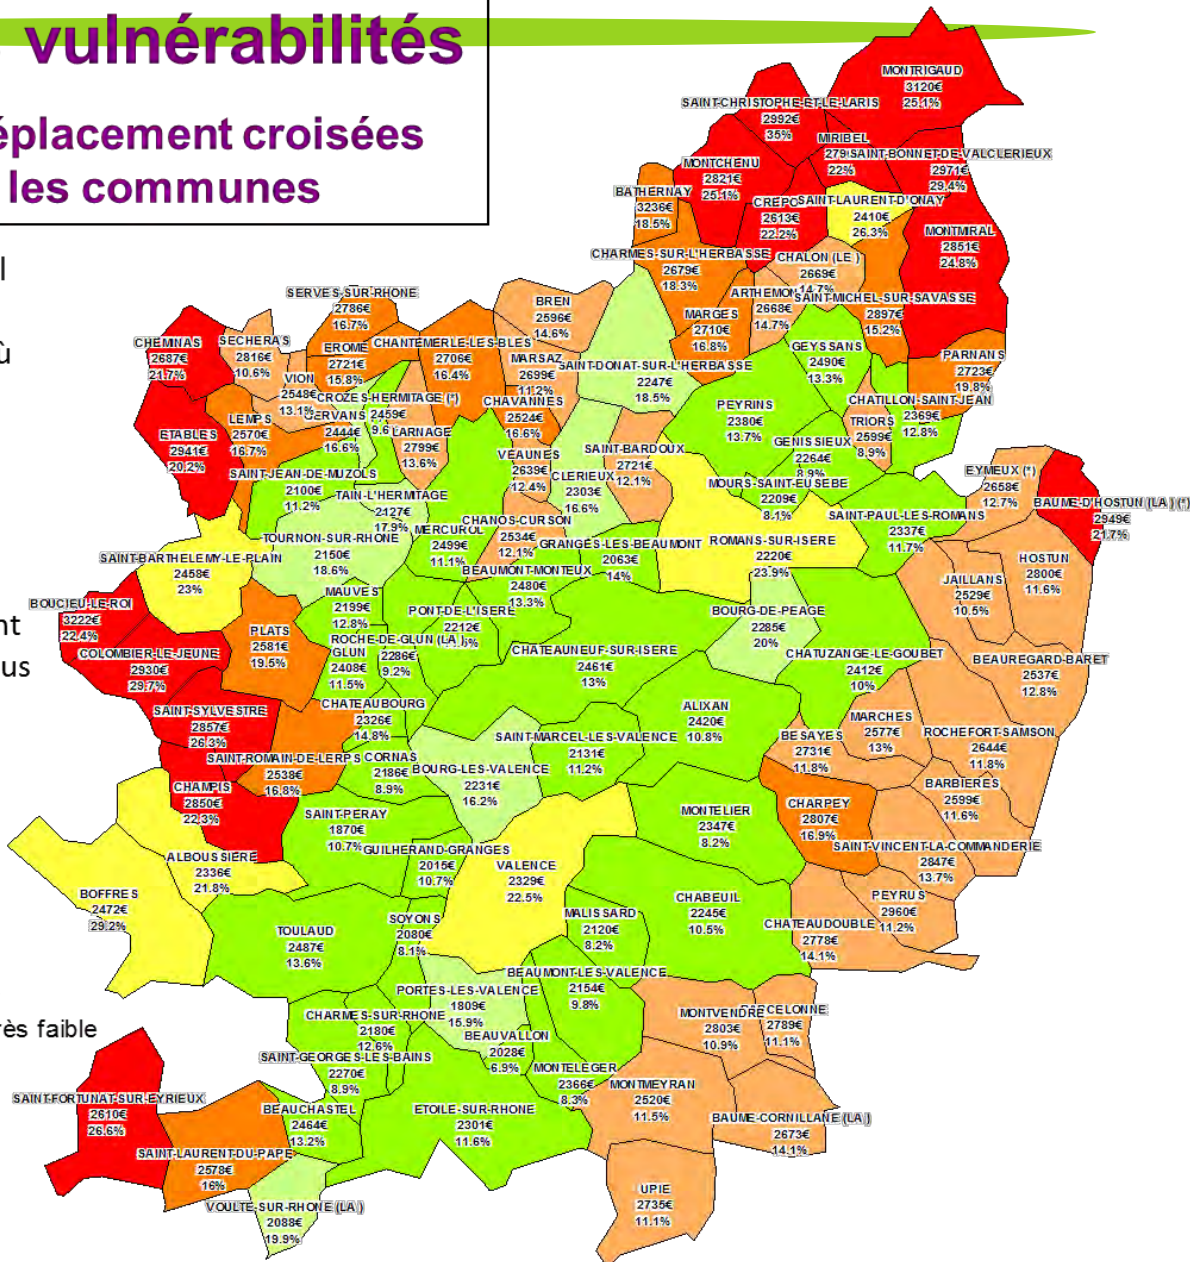 vulnérabilités
éplacement croisées
les communes
l
ù
nt
us
rès faible
MONTRIGAUD
3120€
25.1%
SAINT-CHRISTOPHE-ET-LE-LARIS
2992€
35%
MIRIBEL
279
22%
SAINT-BONNET-DE-VALCLERIEUX
2971€
29.4%
MONTCHENU
2821€
25.1%
BATHERNAY
3236€
18.5%
CREPO
2613€
22.2%
SAINT-LAURENT-D'ONAY
2410€
26.3%
MONTMIRAL
2851€
24.8%
CHARMES-SUR-L'HERBASSE
2679€
18.3%
CHALON (LE )
2669€
14.7%
ARTHEMON
2668€
14.7%
SAINT-MICHEL-SUR-SAVASSE
2897€
15.2%
SERVES-SUR-RHONE
2786€
16.7%
BREN
2596€
14.6%
MARGES
2710€
16.8%
CHEMINAS
2687€
21.7%
SECHERAS
2816€
10.6%
EROME
2721€
15.8%
CHANTEMERLE-LES-BLES
2706€
16.4%
MARSAZ
2699€
11.2%
SAINT-DONAT-SUR-L'HERBASSE
2247€
18.5%
GEYSSANS
2490€
13.3%
PARNANS
2723€
19.8%
VION
2548€
13.1%
CROZES-HERMITAGE (*)
2459€
9.6
CHAVANNES
2524€
16.6%
PEYRINS
2380€
13.7%
CHATILLON-SAINT-JEAN
2369€
12.8%
LEMPS
2570€
16.7%
GERVANS
2444€
16.6%
LARNAGE
2799€
13.6%
TRIORS
2599€
8.9%
ETABLES
2941€
20.2%
VEAUNES
2639€
12.4%
SAINT-BARDOUX
2721€
12.1%
GENISSIEUX
2264€
8.9%
SAINT-JEAN-DE-MUZOLS
2100€
11.2%
CLERIEUX
2303€
16.6%
MOURS-SAINT-EUSEBE
2209€
8.1%
EYMEUX (*)
2658€
12.7%
TAIN-L'HERMITAGE
2127€
17.9%
BAUME-D'HOSTUN (LA ) (*)
2949€
21.7%
MERCUROL
2499€
11.1%
CHANOS-CURSON
2534€
12.1%
SAINT-PAUL-LES-ROMANS
2337€
11.7%
TOURNON-SUR-RHONE
2150€
18.6%
GRANGES-LES-BEAUMONT
2063€
14%
ROMANS-SUR-ISERE
2220€
23.9%
SAINT-BARTHELEMY-LE-PLAIN
2458€
23%
BEAUMONT-MONTEUX
2480€
13.3%
HOSTUN
2800€
11.6%
JAILLANS
2529€
10.5%
MAUVES
2199€
12.8%
BOUCIEU-LE-ROI
3222€
22.4%
PONT-DE-L'ISERE
2212€
BOURG-DE-PEAGE
2285€
20%
PLATS
2581€
19.5%
ROCHE-DE-GLUN (LA )
2286€
9.2%
GLUN
2408€
11.5%
CHATEAUNEUF-SUR-ISERE
2461€
13%
COLOMBIER-LE-JEUNE
2930€
29.7%
CHATUZANGE-LE-GOUBET
2412€
10%
BEAUREGARD-BARET
2537€
12.8%
CHATEAUBOURG
2326€
14.8%
ALIXAN
2420€
10.8%
SAINT-SYLVESTRE
2857€
26.3%
MARCHES
2577€
13%
SAINT-MARCEL-LES-VALENCE
2131€
11.2%
BESAYES
2731€
11.8%
ROCHEFORT-SAMSON
2644€
11.8%
SAINT-ROMAIN-DE-LERPS
2538€
16.8%
CORNAS
2186€
8.9%
BOURG-LES-VALENCE
2231€
16.2%
CHAMPIS
2850€
22.3%
BARBIERES
2599€
11.6%
CHARPEY
2807€
16.9%
SAINT-PERAY
1870€
10.7%
MONTELIER
2347€
8.2%
SAINT-VINCENT-LA-COMMANDERIE
2847€
13.7%
GUILHERAND-GRANGES
2015€
10.7%
ALBOUSSIERE
2336€
21.8%
VALENCE
2329€
22.5%
BOFFRES
2472€
29.2%
PEYRUS
2960€
11.2%
CHABEUIL
2245€
10.5%
MALISSARD
2120€
8.2%
SOYONS
2080€
8.1%
CHATEAUDOUBLE
2778€
14.1%
TOULAUD
2487€
13.6%
BEAUMONT-LES-VALENCE
2154€
9.8%
PORTES-LES-VALENCE
1809€
15.9%
MONTVENDRE
2803€
10.9%
RCELONNE
2789€
11.1%
CHARMES-SUR-RHONE
2180€
12.6%
BEAUVALLON
2028€
6.9%
SAINT-GEORGES-LES-BAINS
2270€
8.9%
MONTELEGER
2366€
8.3%
MONTMEYRAN
2520€
11.5%
SAINT-FORTUNAT-SUR-EYRIEUX
2610€
26.6%
BEAUCHASTEL
2464€
13.2%
ETOILE-SUR-RHONE
2301€
11.6%
BAUME-CORNILLANE (LA )
2673€
14.1%
SAINT-LAURENT-DU-PAPE
2578€
16%
UPIE
2735€
11.1%
VOULTE-SUR-RHONE (LA )
2088€
19.9%